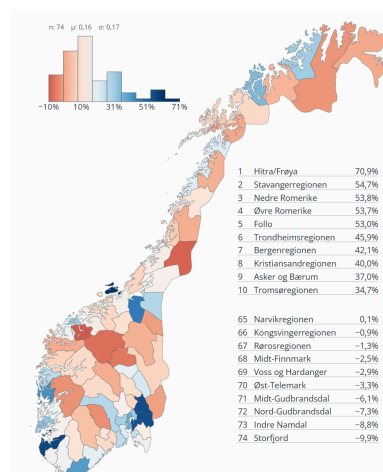 n: 74 μ: 0,16 σ: 0,17
−10% 10% 31% 51% 71%
1 Hitra/Frøya 70,9%
2 Stavangerregionen 54,7%
3 Nedre Romerike 53,8%
4 Øvre Romerike 53,7%
5 Follo 53,0%
6 Trondheimsregionen 45,9%
7 Bergenregionen 42,1%
8 Kristiansandregionen 40,0%
9 Asker og Bærum 37,0%
10 Tromsøregionen 34,7%
65 Narvikregionen 0,1%
66 Kongsvingerregionen −0,9%
67 Rørosregionen −1,3%
68 Midt-Finnmark −2,5%
69 Voss og Hardanger −2,9%
70 Øst-Telemark −3,3%
71 Midt-Gudbrandsdal −6,1%
72 Nord-Gudbrandsdal −7,3%
73 Indre Namdal −8,8%
74 Storfjord −9,9%